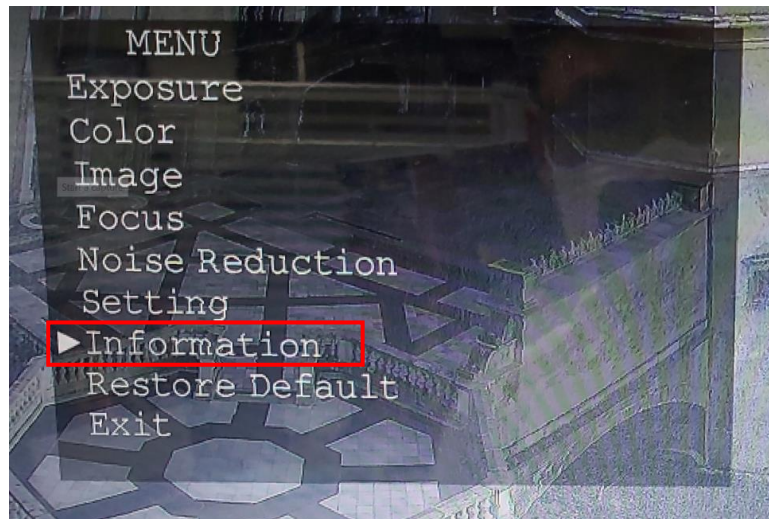 MENU
Exposure
Color
Image
Focus
Noise Reduction
Setting
Information
Restore Default
Exit